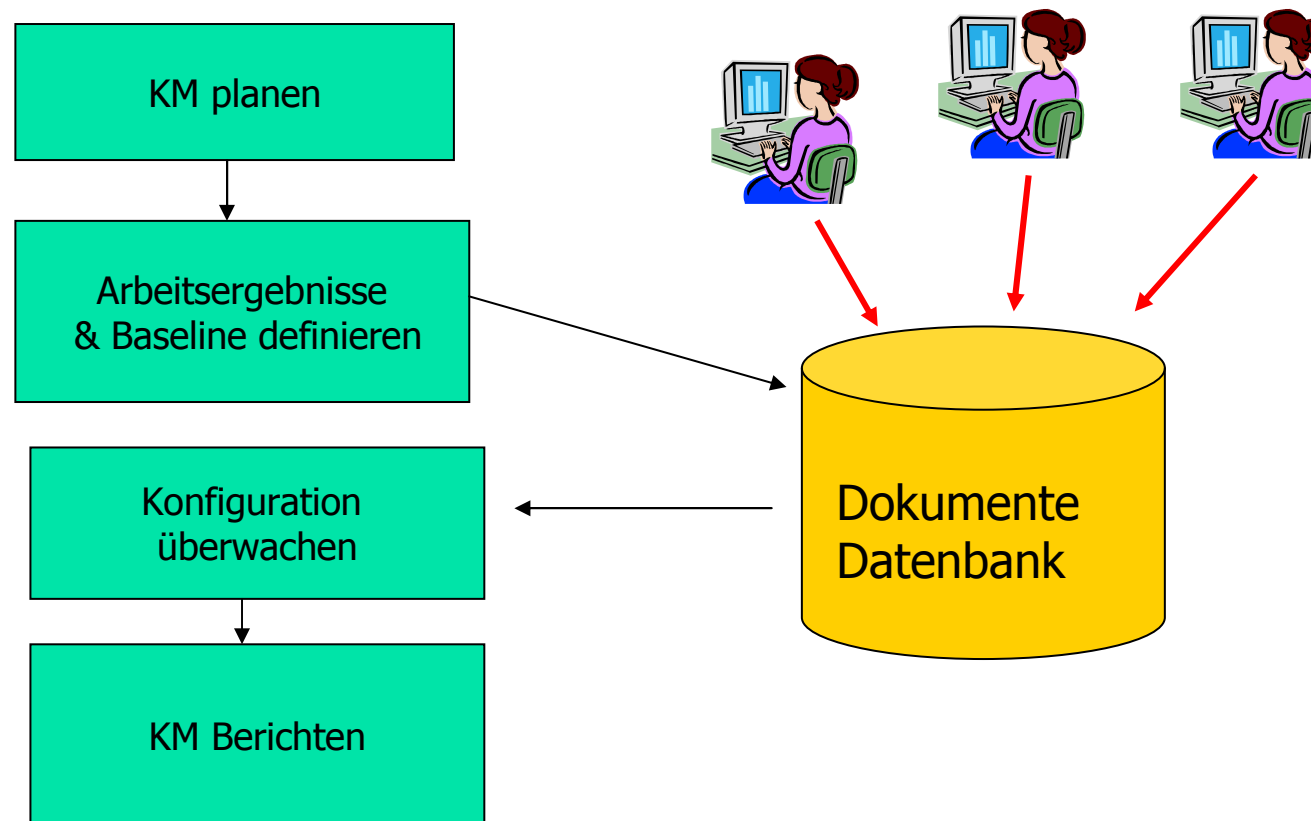 KM planen
Arbeitsergebnisse
& Baseline definieren
Konfiguration
überwachen
KM Berichten
Dokumente
Datenbank